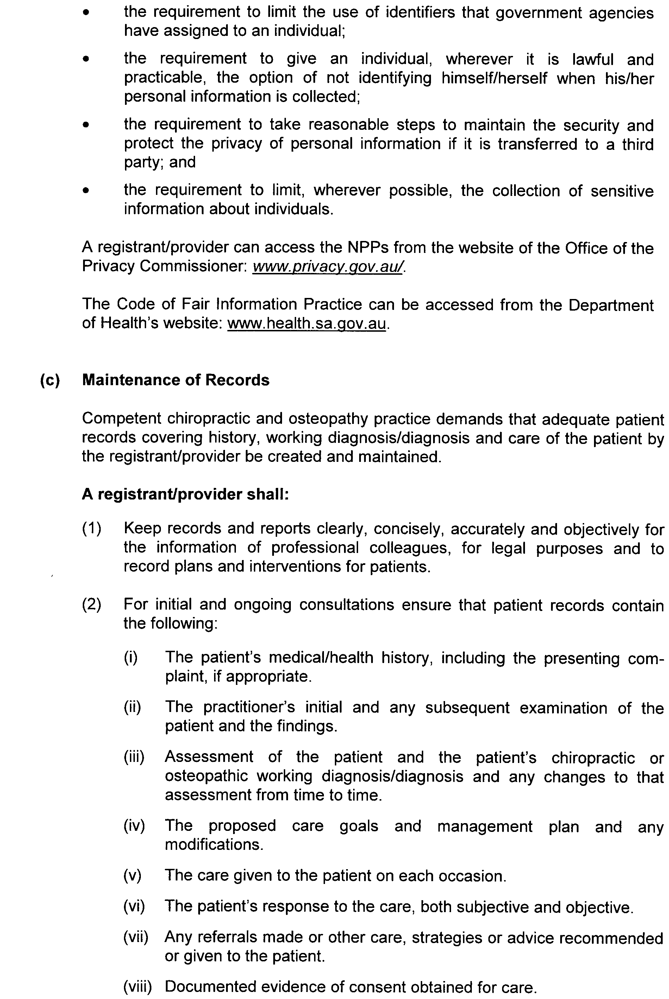 • the requirement to limit the use of identifiers that government agencies
have assigned to an individual;
• the requirement to give an individual, wherever it is lawful and
practicable, the option of not identifying himself/herself when his/her
personal information is collected;
• the requirement to take reasonable steps to maintain the security and
protect the privacy of personal information if it is transferred to a third
party; and
• the requirement to limit, wherever possible, the collection of sensitive
information about individuals.
A registrant/provider can access the NPPs from the website of the Office of the
Privacy Commissioner: www.privacy.gov.au/.
The Code of Fair Information Practice can be accessed from the Department
of Health's website: www.health.sa.gov.au.
(c) Maintenance of Records
Competent chiropractic and osteopathy practice demands that adequate patient
records covering history, working diagnosis/diagnosis and care of the patient by
the registrant/provider be created and maintained.
A registrant/provider shall:
(1) Keep records and reports clearly, concisely, accurately and objectively for
the information of professional colleagues, for legal purposes and to
record plans and interventions for patients.
(2) For initial and ongoing consultations ensure that patient records contain
the following:
(i) The patient's medical/health history, including the presenting com-
plaint, if appropriate.
(ii) The practitioner's initial and any subsequent examination of the
patient and the findings.
(iii) Assessment of the patient and the patient's chiropractic or
osteopathic working diagnosis/diagnosis and any changes to that
assessment from time to time.
(iv) The proposed care goals and management plan and any
modifications.
(v) The care given to the patient on each occasion.
(vi) The patient's response to the care, both subjective and objective.
(vii) Any referrals made or other care, strategies or advice recommended
or given to the patient.
(viii) Documented evidence of consent obtained for care.